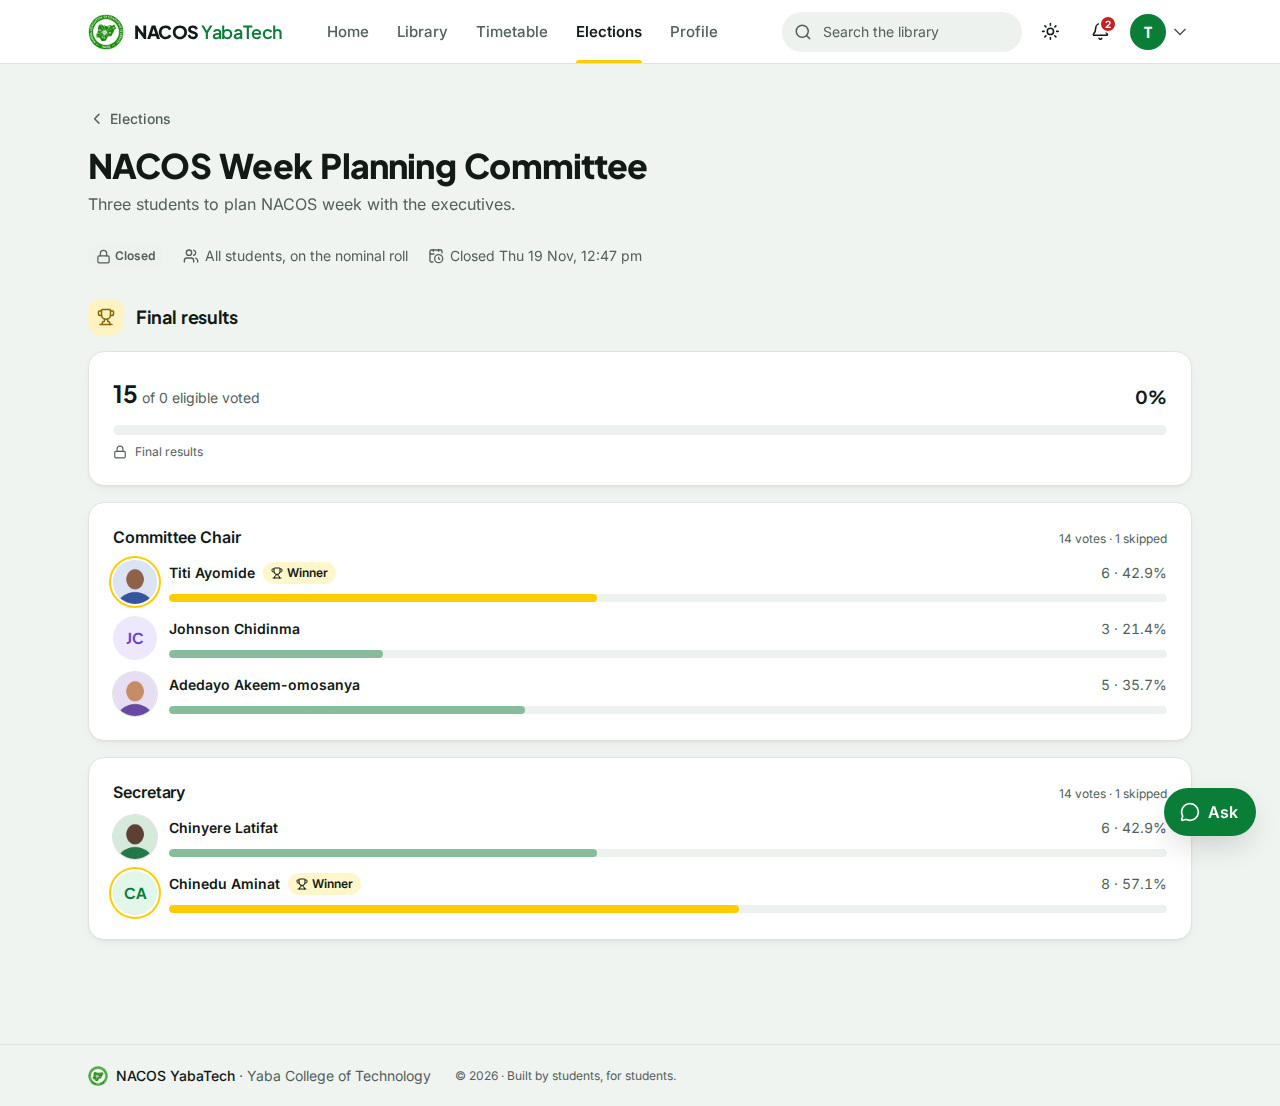 NACOS YabaTech
Home
Library
Timetable
Elections
Profile
Search the library
2
T
Elections
NACOS Week Planning Committee
Three students to plan NACOS week with the executives.
Closed
All students, on the nominal roll
Closed Thu 19 Nov, 12:47 pm
Final results
15 of 0 eligible voted
0%
Final results
Committee Chair
14 votes · 1 skipped
Titi Ayomide
Winner
6 · 42.9%
JC
Johnson Chidinma
3 · 21.4%
Adedayo Akeem-omosanya
5 · 35.7%
Secretary
14 votes · 1 skipped
Chinyere Latifat
6 · 42.9%
Ask
CA
Chinedu Aminat
Winner
8 · 57.1%
NACOS YabaTech · Yaba College of Technology
© 2026 · Built by students, for students.